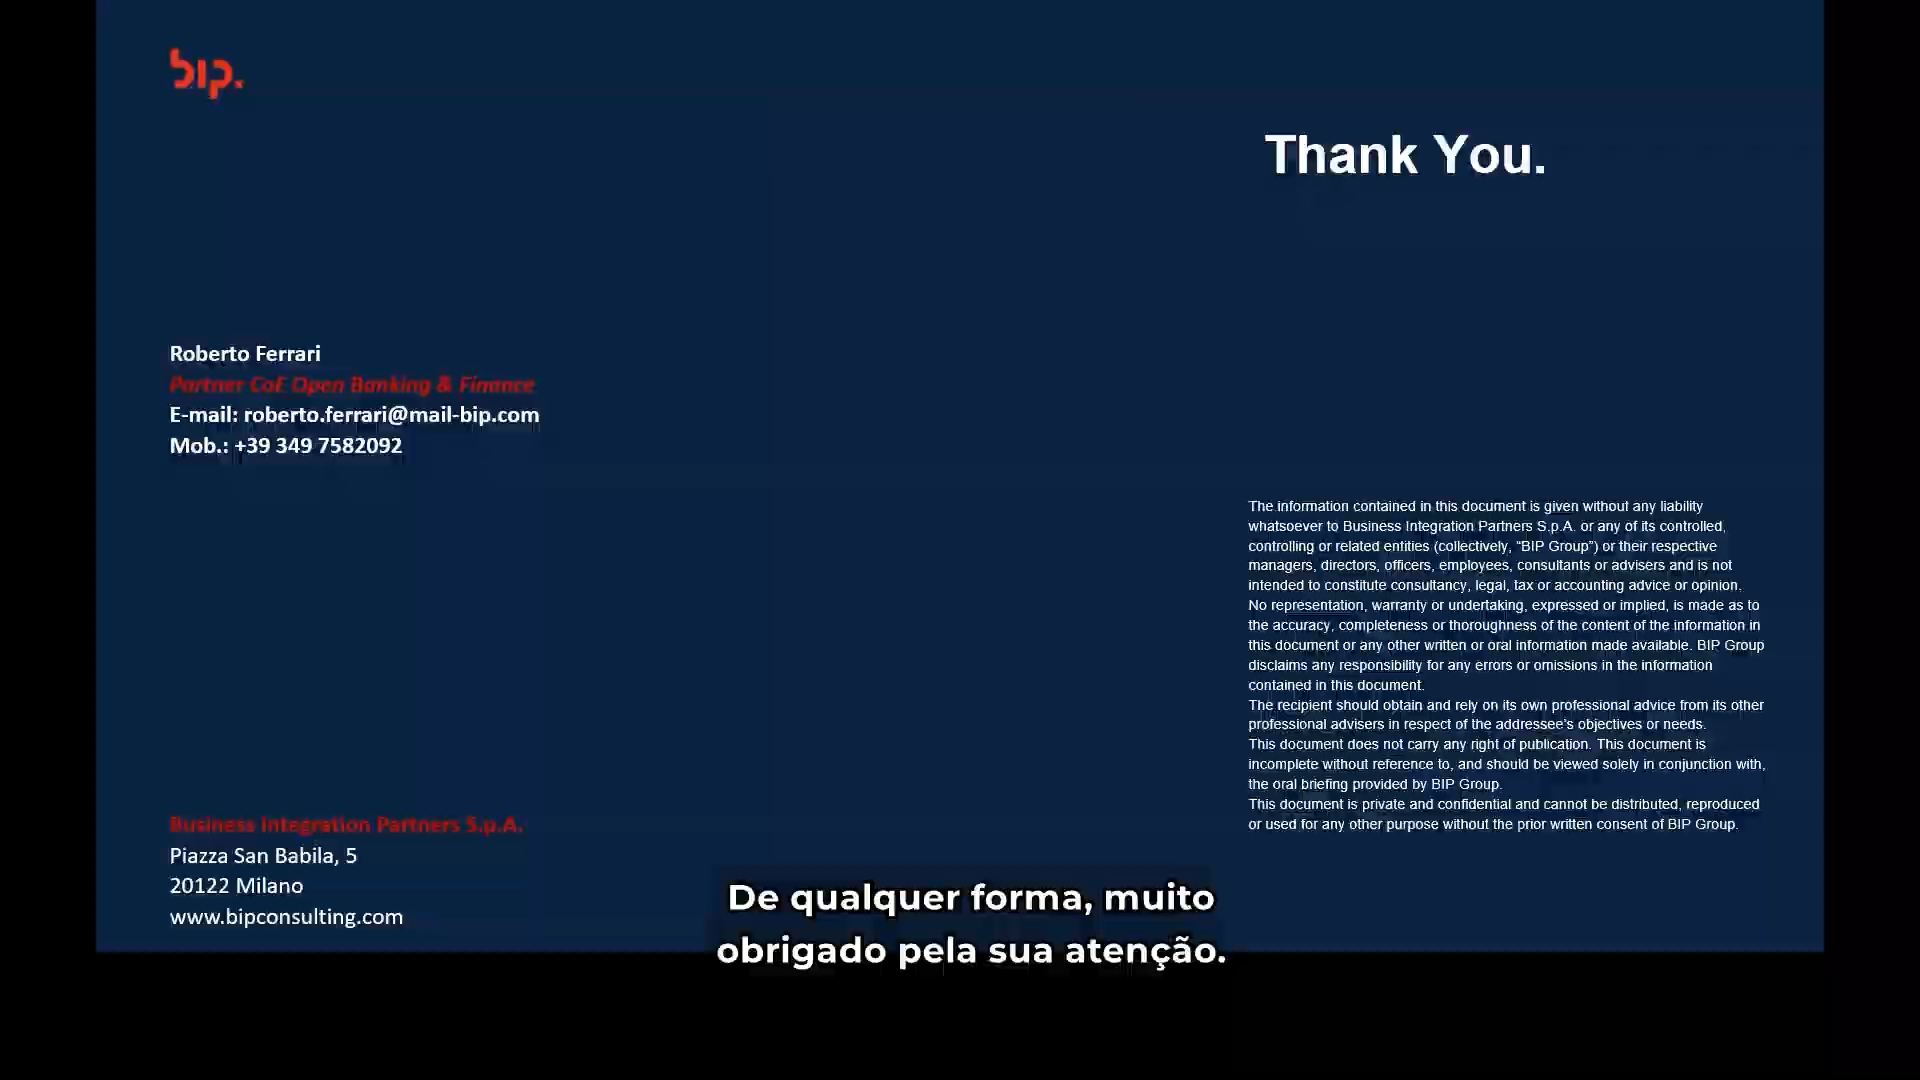 bip.
Thank You.
Roberto Ferrari
Partner CoE Open Banking & Finance
E-mail: roberto.ferrari@mail-bip.com
Mob.: +39 349 7582092
The information contained in this document is given without any liability
whatsoever to Business Integration Partners S.p.A. or any of its controlled,
controlling or related entities (collectively, “BIP Group”) or their respective
managers, directors, officers, employees, consultants or advisers and is not
intended to constitute consultancy, legal, tax or accounting advice or opinion.
No representation, warranty or undertaking, expressed or implied, is made as to
the accuracy, completeness or thoroughness of the content of the information in
this document or any other written or oral information made available. BIP Group
disclaims any responsibility for any errors or omissions in the information
contained in this document.
The recipient should obtain and rely on its own professional advice from its other
professional advisers in respect of the addressee's objectives or needs.
This document does not carry any right of publication. This document is
incomplete without reference to, and should be viewed solely in conjunction with,
the oral briefing provided by BIP Group.
This document is private and confidential and cannot be distributed, reproduced
or used for any other purpose without the prior written consent of BIP Group.
Business Integration Partners S.p.A.
Piazza San Babila, 5
20122 Milano
www.bipconsulting.com
De qualquer forma, muito
obrigado pela sua atenção.